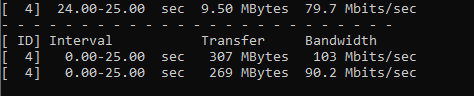 [  4]  24.00-25.00  sec  9.50 MBytes  79.7 Mbits/sec
- - - - - - - - - - - - - - - - - - - - - - - - -
[ ID] Interval           Transfer     Bandwidth
[  4]   0.00-25.00  sec   307 MBytes   103 Mbits/sec
[  4]   0.00-25.00  sec   269 MBytes  90.2 Mbits/sec